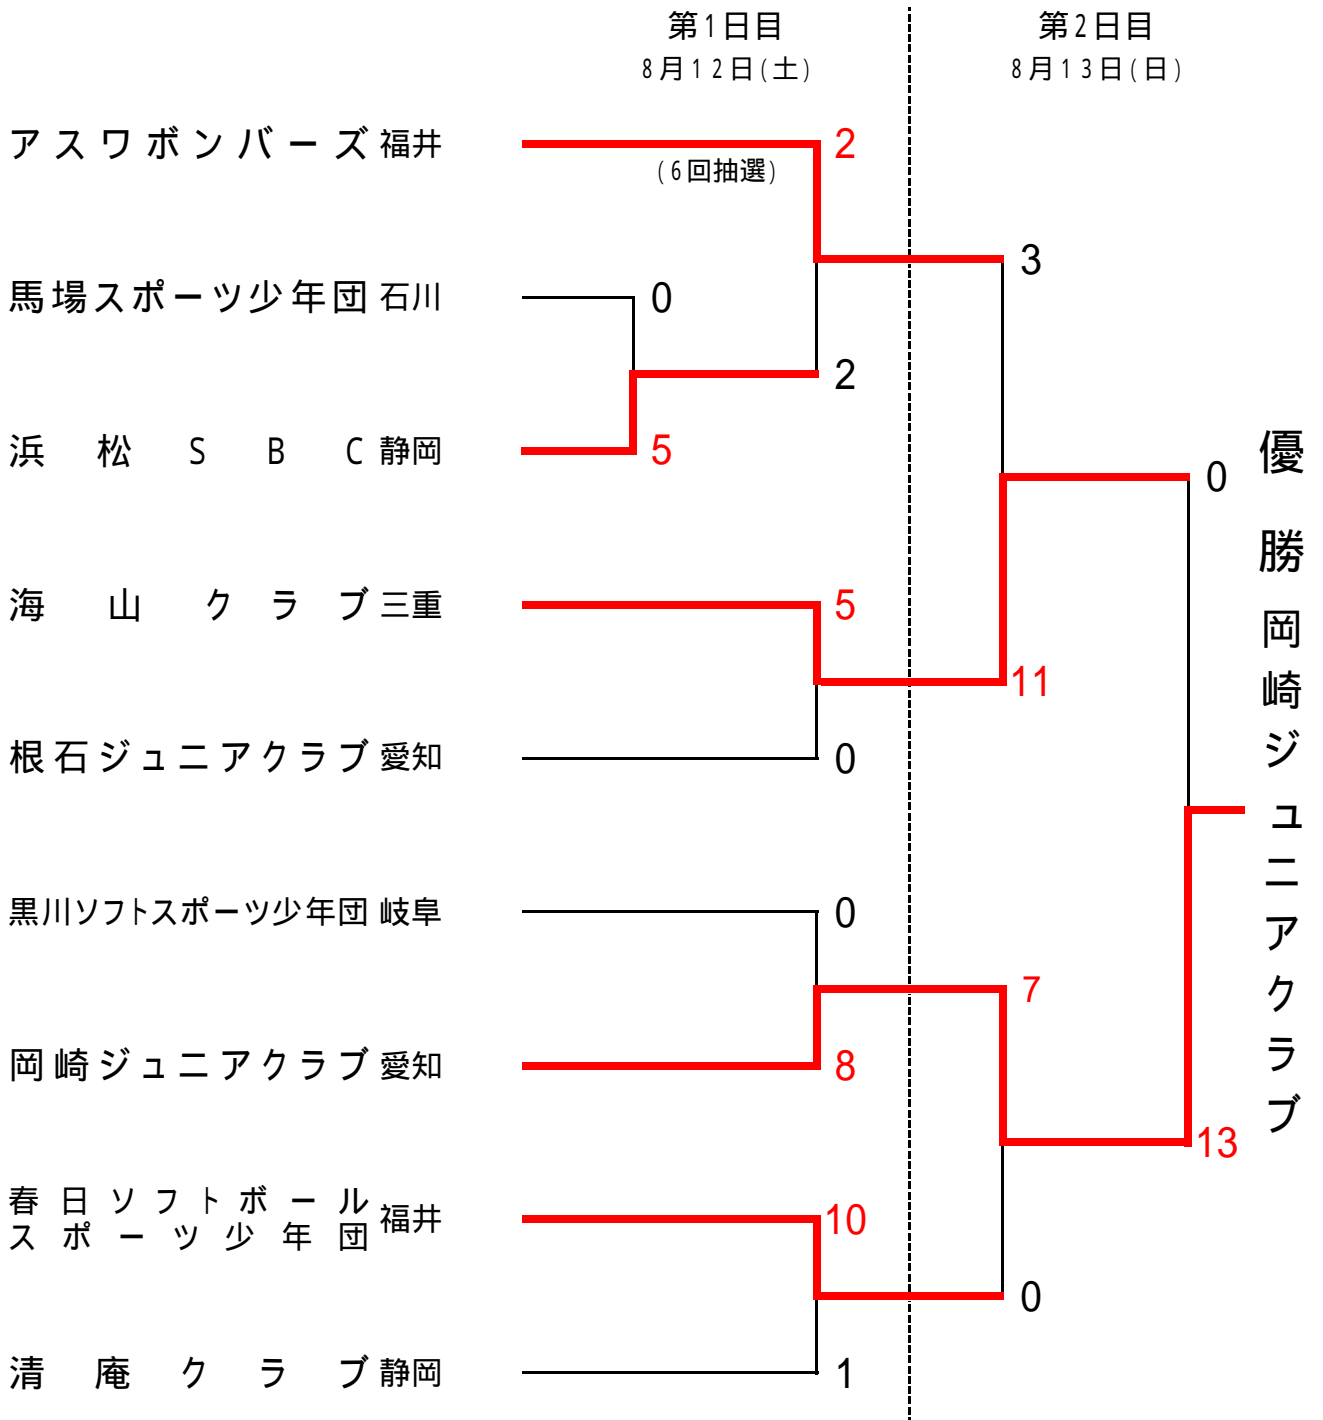 第1日目
8月12日(土)
第2日目
8月13日(日)
アスワボンバーズ 福井
2
(6回抽選)
3
馬場スポーツ少年団 石川
0
2
浜松SBC 静岡
5
0
海山クラブ 三重
5
11
根石ジュニアクラブ 愛知
0
黒川ソフトスポーツ少年団 岐阜
0
7
岡崎ジュニアクラブ 愛知
8
13
春日ソフトボール
スポーツ少年団 福井
10
0
清庵クラブ 静岡
1
優勝 岡崎ジュニアクラブ